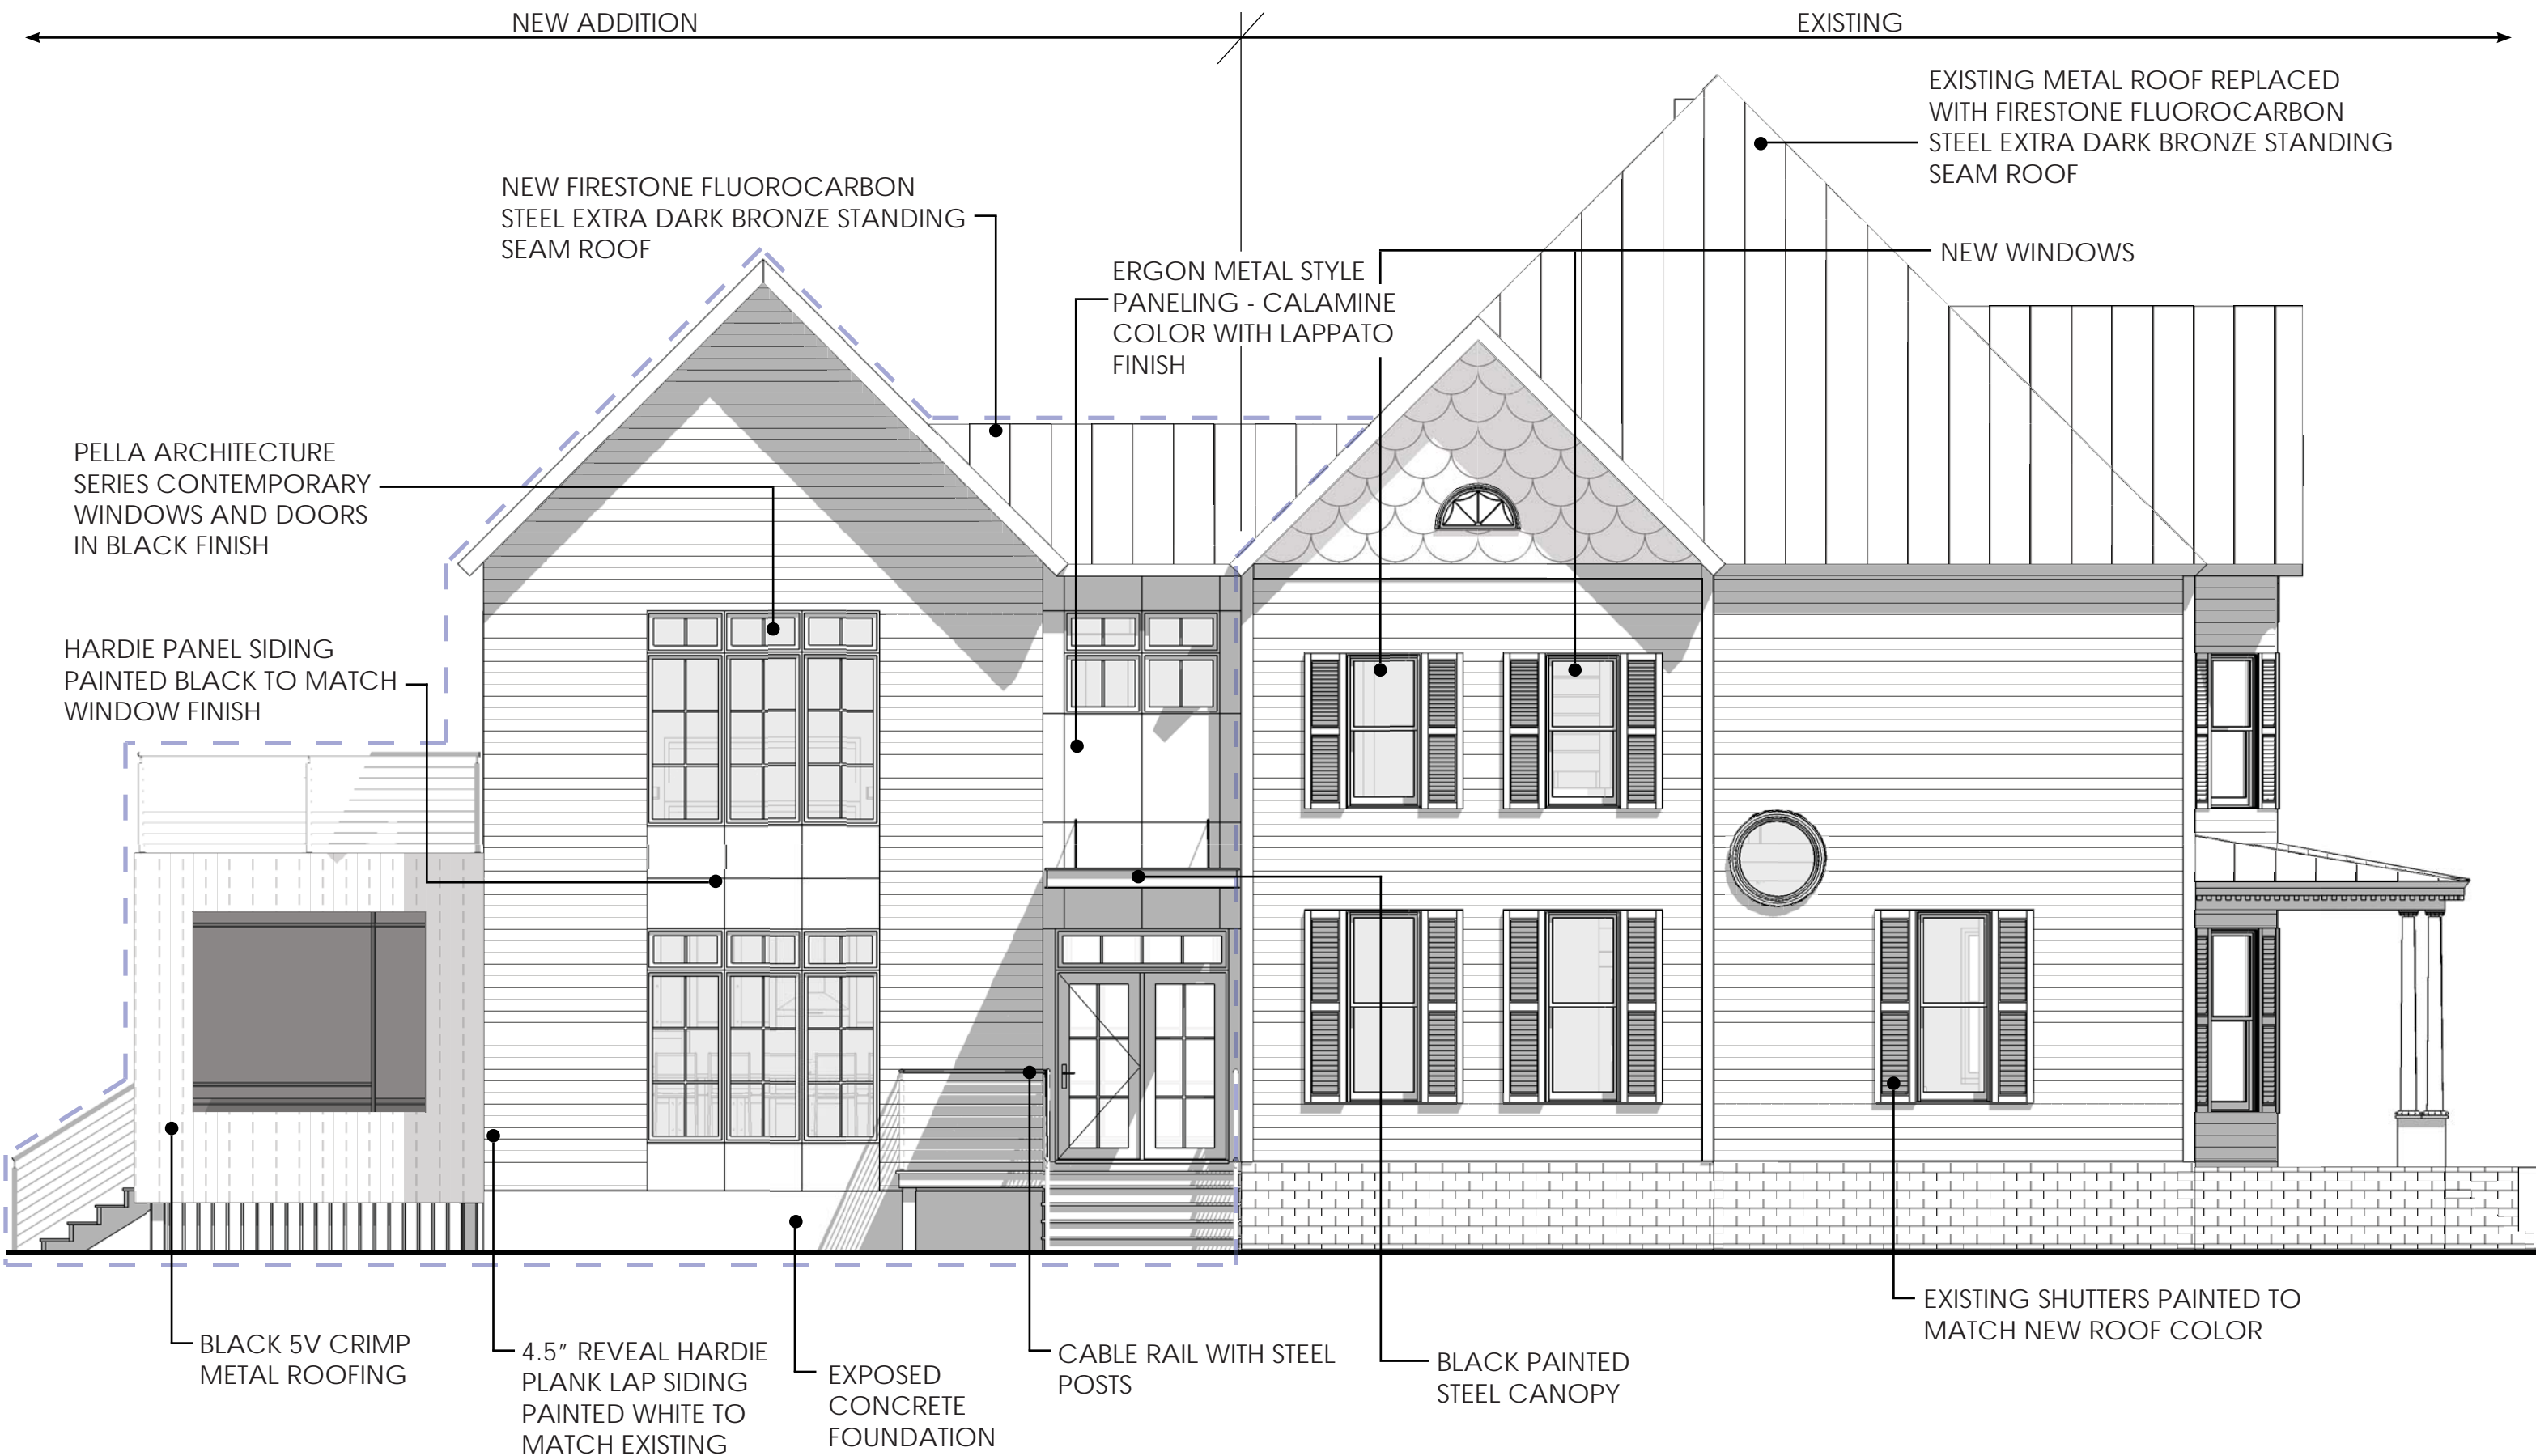 NEW ADDITION
EXISTING
EXISTING METAL ROOF REPLACED
WITH FIRESTONE FLUOROCARBON
STEEL EXTRA DARK BRONZE STANDING
SEAM ROOF
NEW FIRESTONE FLUOROCARBON
STEEL EXTRA DARK BRONZE STANDING
SEAM ROOF
ERGON METAL STYLE
PANELING - CALAMINE
COLOR WITH LAPPATO
FINISH
NEW WINDOWS
PELLA ARCHITECTURE
SERIES CONTEMPORARY
WINDOWS AND DOORS
IN BLACK FINISH
HARDIE PANEL SIDING
PAINTED BLACK TO MATCH
WINDOW FINISH
BLACK 5V CRIMP
METAL ROOFING
4.5" REVEAL HARDIE
PLANK LAP SIDING
PAINTED WHITE TO
MATCH EXISTING
EXPOSED
CONCRETE
FOUNDATION
CABLE RAIL WITH STEEL
POSTS
BLACK PAINTED
STEEL CANOPY
EXISTING SHUTTERS PAINTED TO
MATCH NEW ROOF COLOR